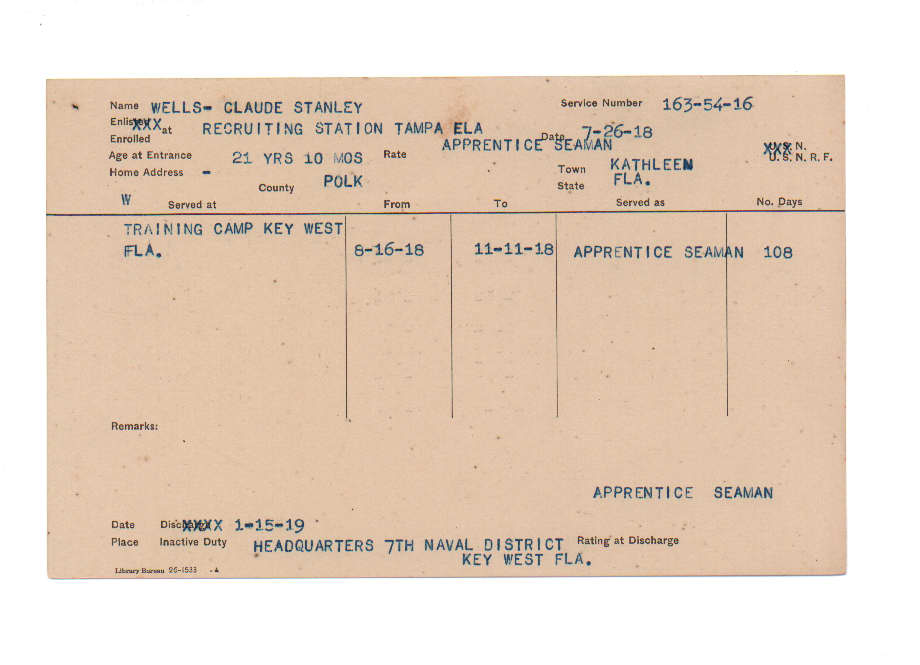 Name WELLS- CLAUDE STANLEY Service Number 163-54-16
Enlisted XXX at RECRUITING STATION TAMPA ELA Date 7-26-18
Enrolled APPRENTICE SEAMAN XXX U.S.N.
Age at Entrance 21 YRS 10 MOS Rate U.S.N.R.F.
Home Address - County POLK Town KATHLEEN
State FLA.
W Served at From To Served as No. Days
TRAINING CAMP KEY WEST
FLA. 8-16-18 11-11-18 APPRENTICE SEAMAN 108
Remarks:
APPRENTICE SEAMAN
Date Discharge XXXX 1-15-19
Place Inactive Duty HEADQUARTERS 7TH NAVAL DISTRICT Rating at Discharge
KEY WEST FLA.
Library Bureau 26-1533